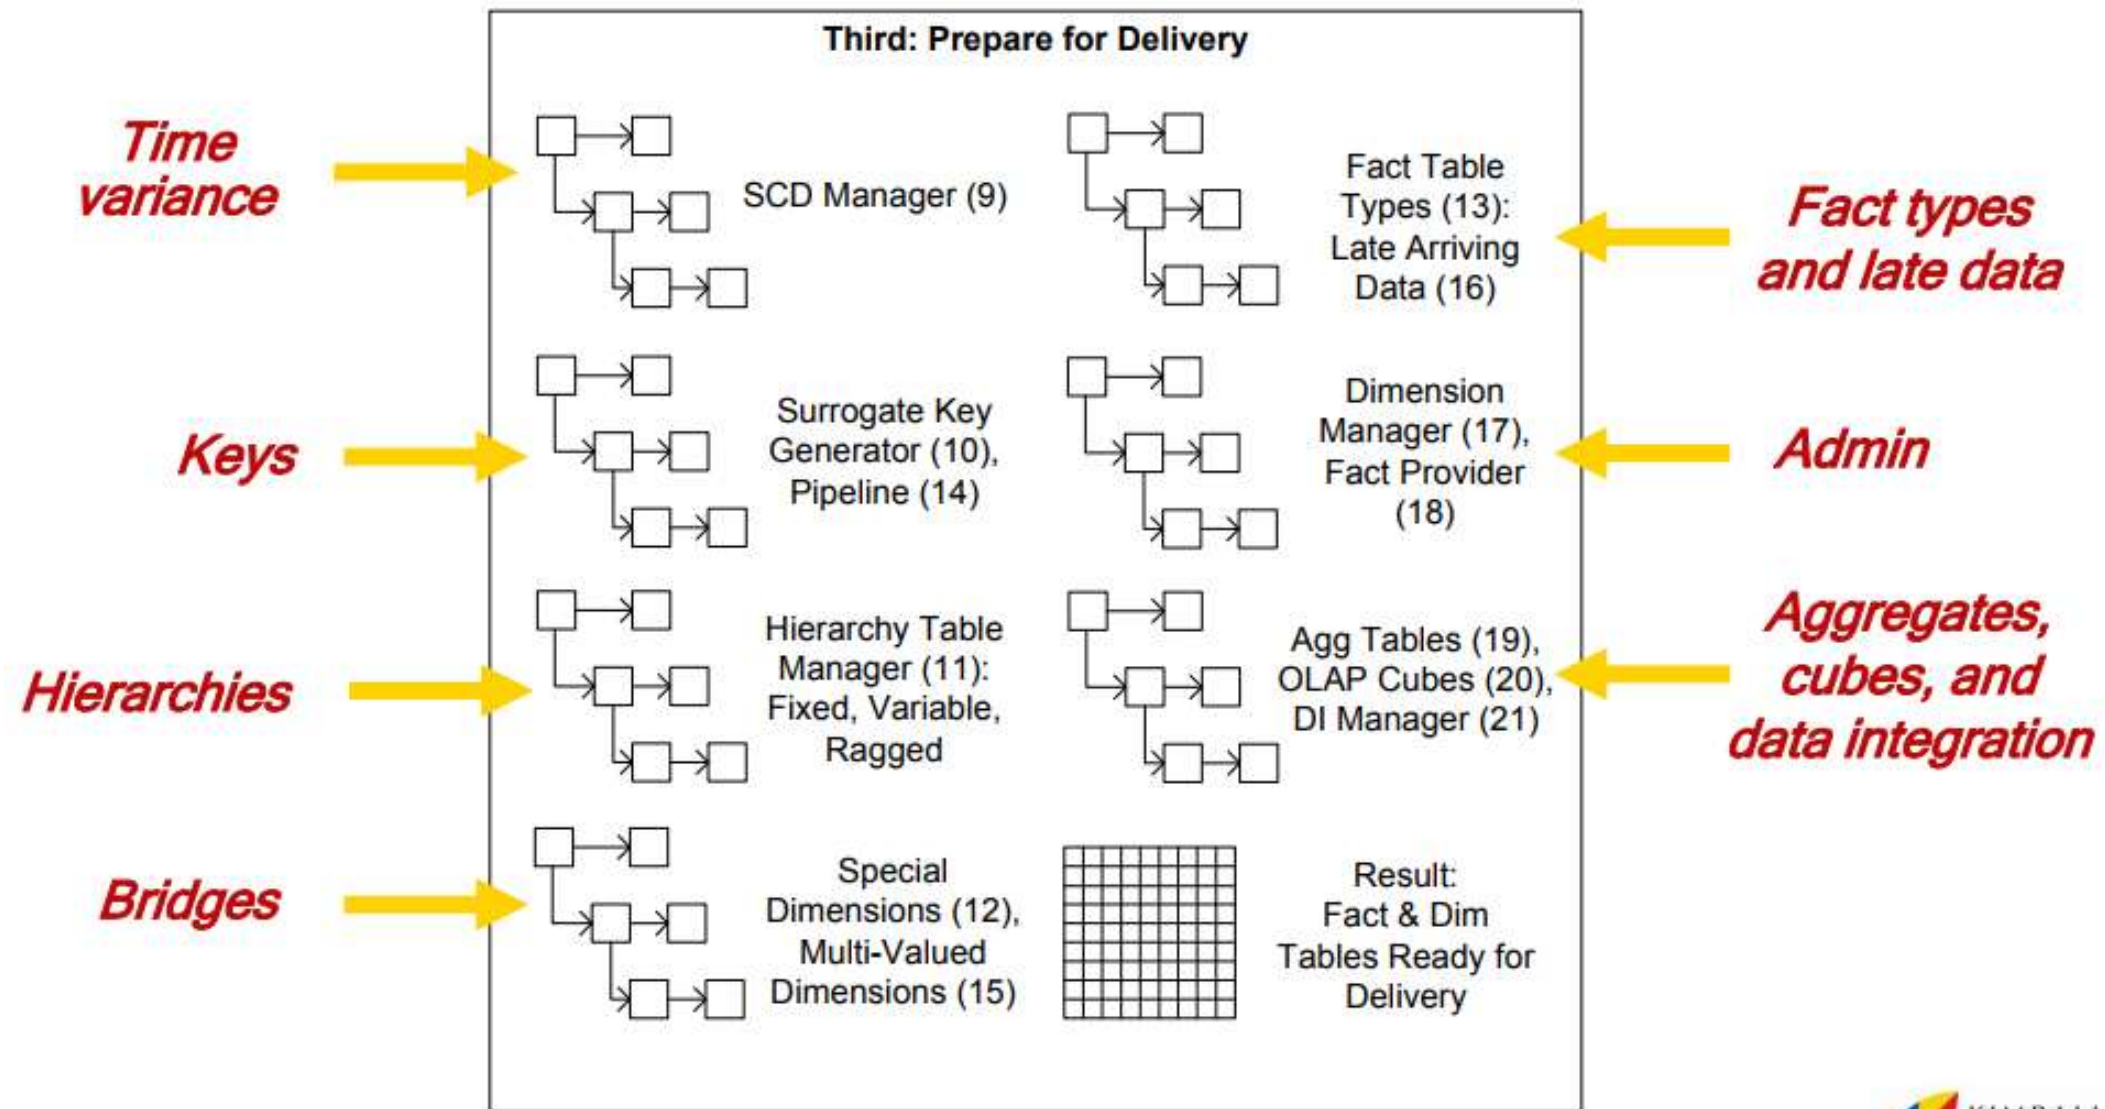 Third: Prepare for Delivery
Time
variance
SCD Manager (9)
Fact Table
Types (13):
Late Arriving
Data (16)
Fact types
and late data
Keys
Surrogate Key
Generator (10),
Pipeline (14)
Dimension
Manager (17),
Fact Provider
(18)
Admin
Hierarchies
Hierarchy Table
Manager (11):
Fixed, Variable,
Ragged
Agg Tables (19),
OLAP Cubes (20),
DI Manager (21)
Aggregates,
cubes, and
data integration
Bridges
Special
Dimensions (12),
Multi-Valued
Dimensions (15)
Result:
Fact & Dim
Tables Ready for
Delivery